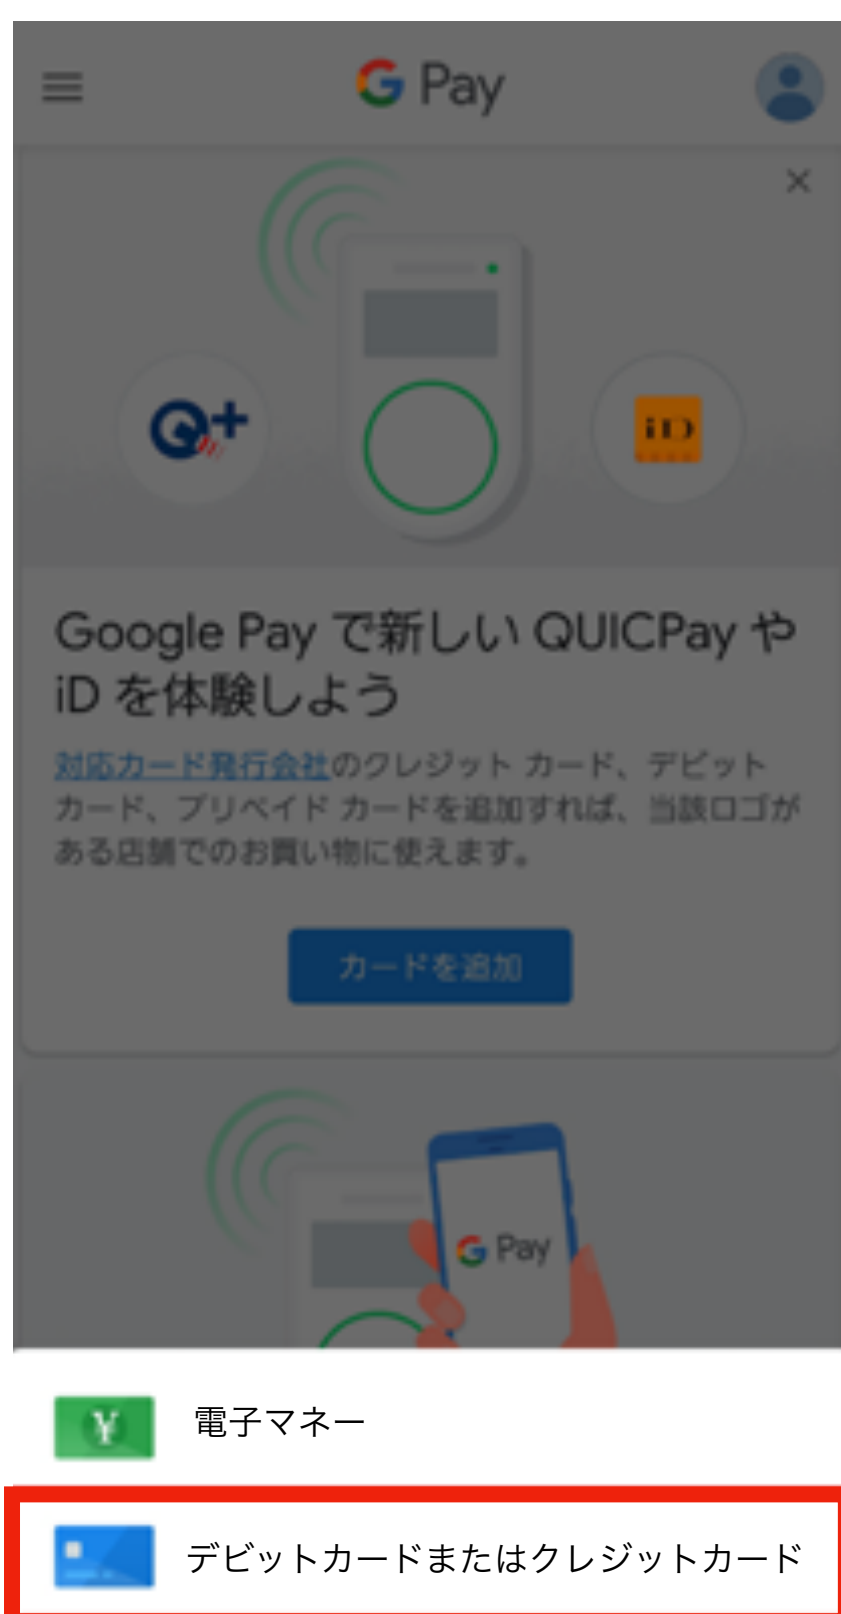 G Pay
Q+
iD
Google Pay で新しい QUICPay や
iD を体験しよう
対応カード発行会社のクレジット カード、デビット
カード、プリペイド カードを追加すれば、当該ロゴが
ある店舗でのお買い物に使えます。
カードを追加
G Pay
¥
電子マネー
デビットカードまたはクレジットカード